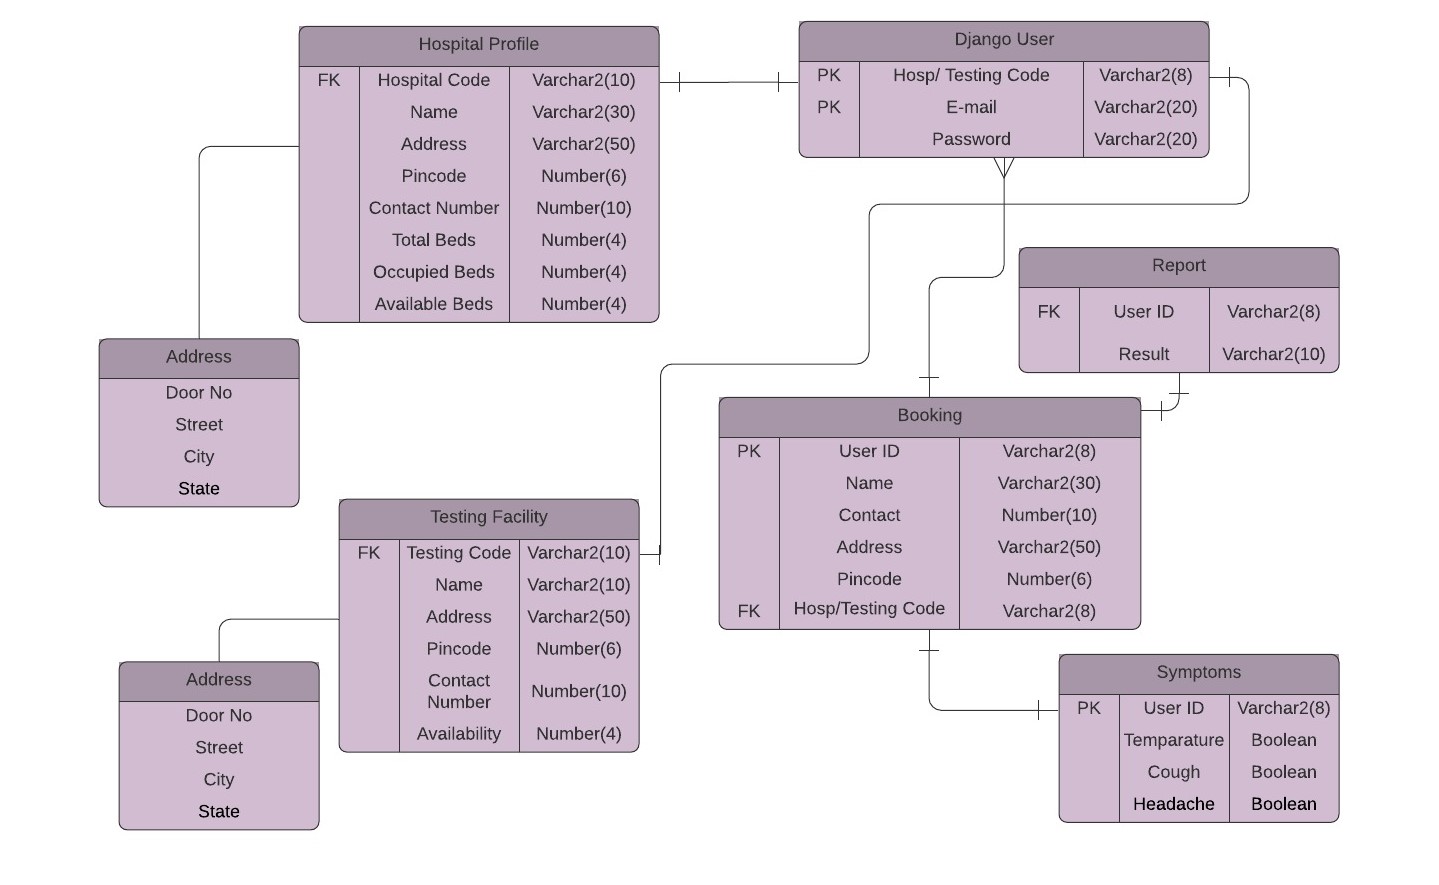 Hospital Profile
FK Hospital Code Varchar2(10)
Name Varchar2(30)
Address Varchar2(50)
Pincode Number(6)
Contact Number Number(10)
Total Beds Number(4)
Occupied Beds Number(4)
Available Beds Number(4)
Django User
PK Hosp/ Testing Code Varchar2(8)
PK E-mail Varchar2(20)
Password Varchar2(20)
Report
FK User ID Varchar2(8)
Result Varchar2(10)
Address
Door No
Street
City
State
Booking
PK User ID Varchar2(8)
Name Varchar2(30)
Contact Number(10)
Address Varchar2(50)
Pincode Number(6)
FK Hosp/Testing Code Varchar2(8)
Testing Facility
FK Testing Code Varchar2(10)
Name Varchar2(10)
Address Varchar2(50)
Pincode Number(6)
Contact
Number Number(10)
Availability Number(4)
Address
Door No
Street
City
State
Symptoms
PK User ID Varchar2(8)
Temparature Boolean
Cough Boolean
Headache Boolean